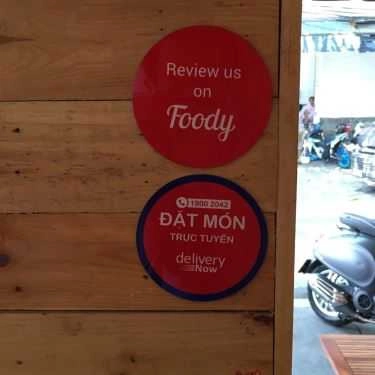 Review us
on
Foody
1900 2042
ĐẶT MÓN
TRỰC TUYẾN
delivery
Now